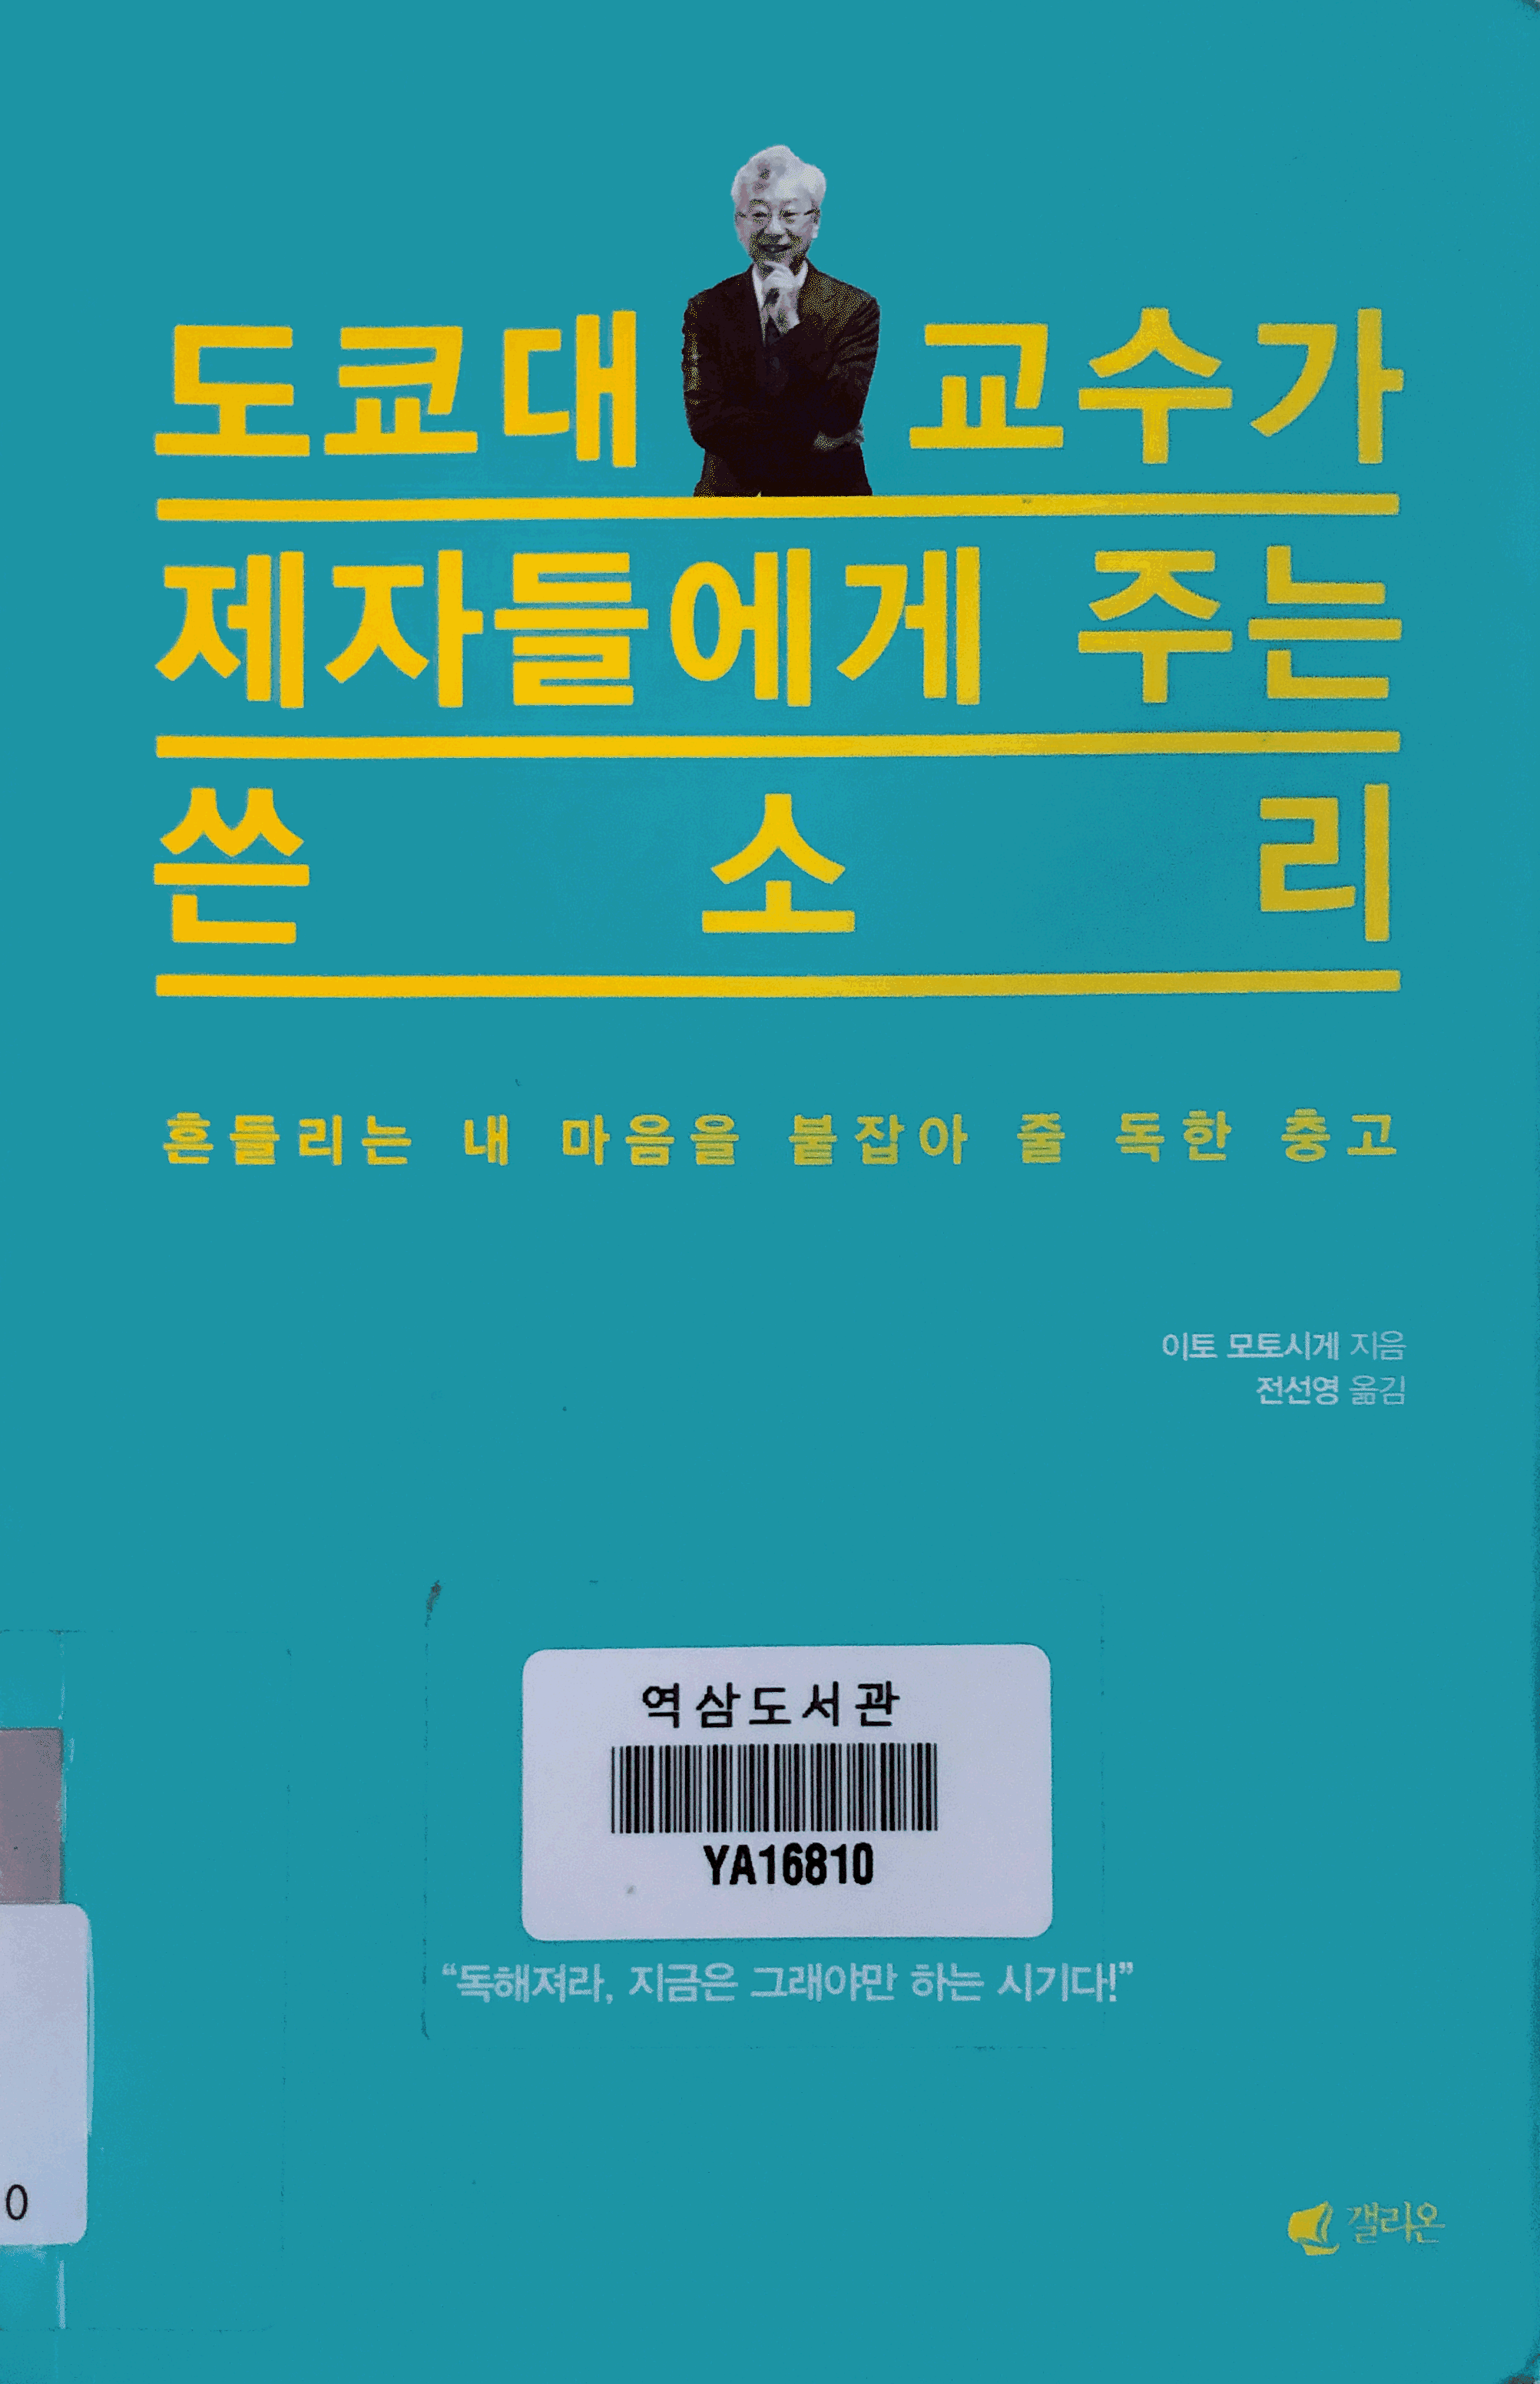 도쿄대 교수가
제자들에게 주는
쓴소리
흔들리는 내 마음을 붙잡아 줄 독한 충고
이토 모토시게 지음
전선영 옮김
역삼도서관
YA16810
“독해져라, 지금은 그래야만 하는 시기다!”
0
갤리온